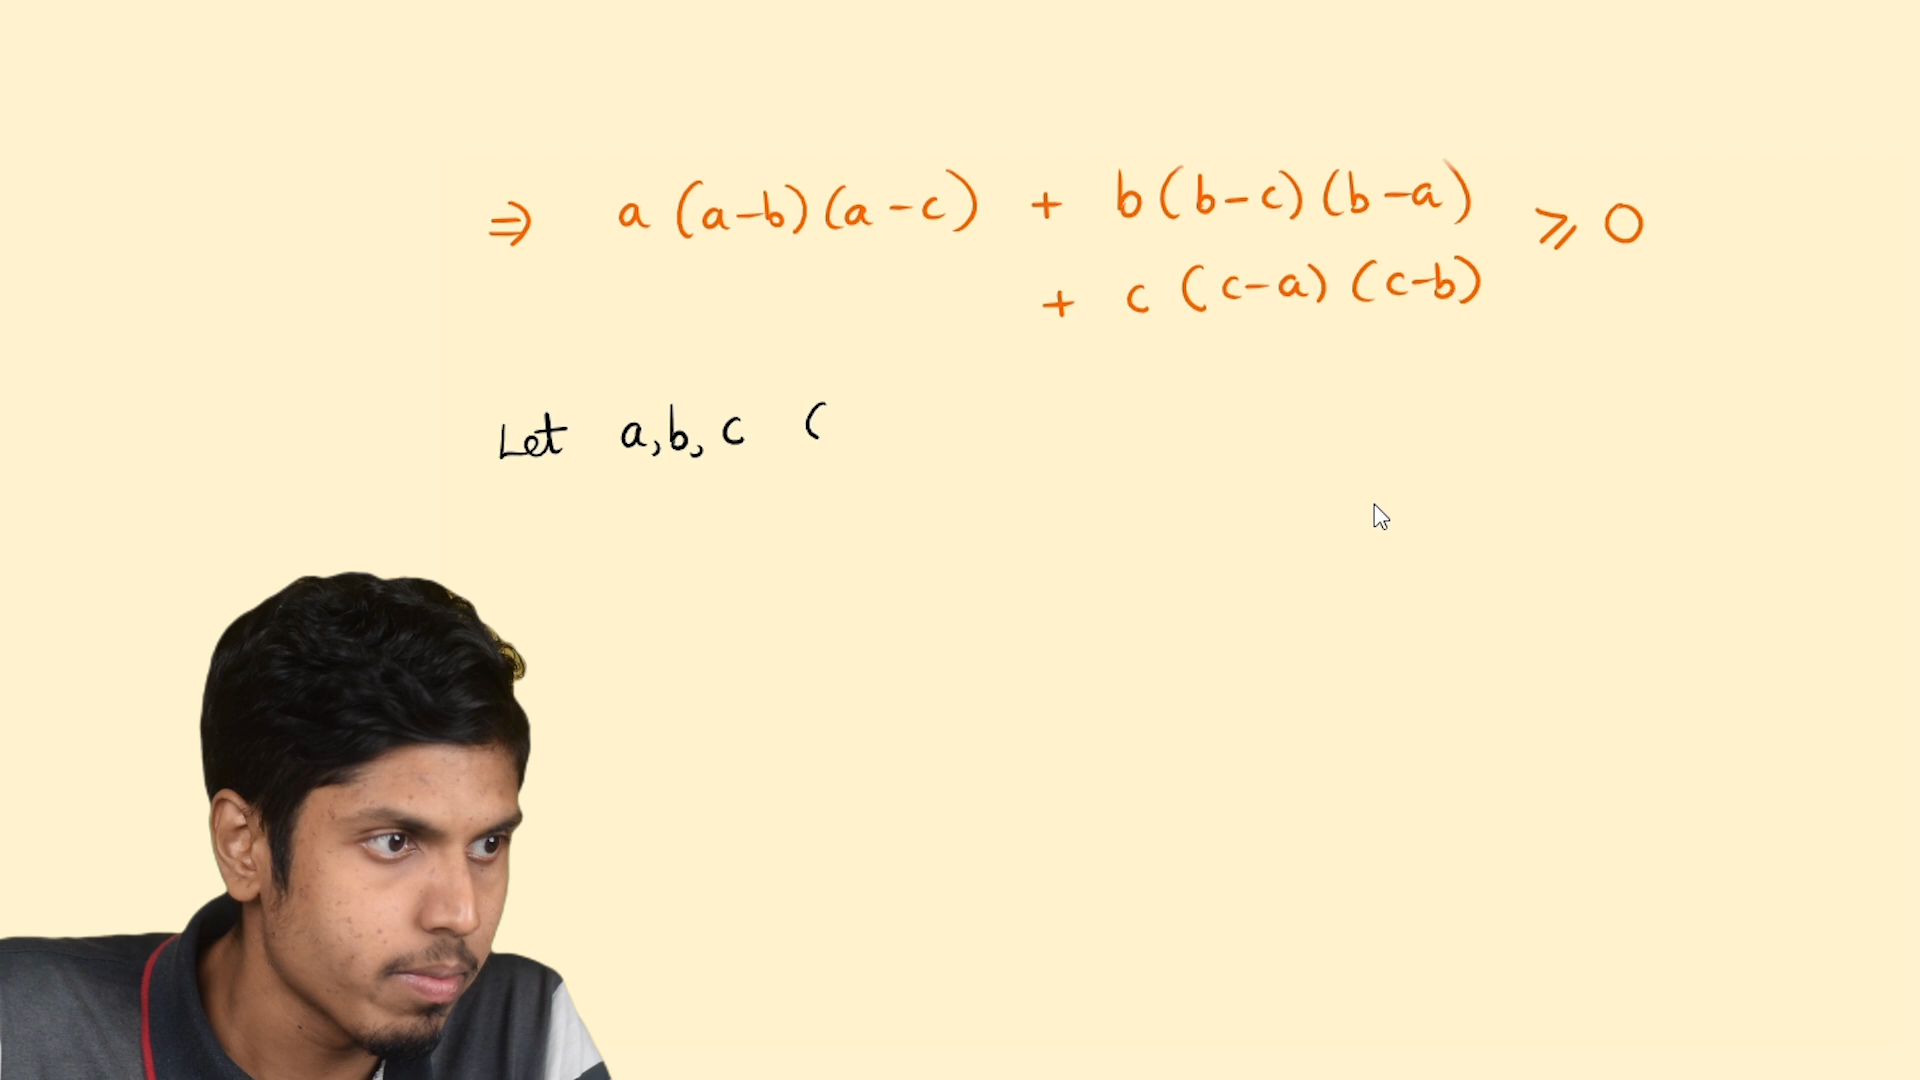 ⇒ a (a-b) (a-c) + b (b-c) (b-a) ⩾ 0
+ c (c-a) (c-b)
Let a, b, c (